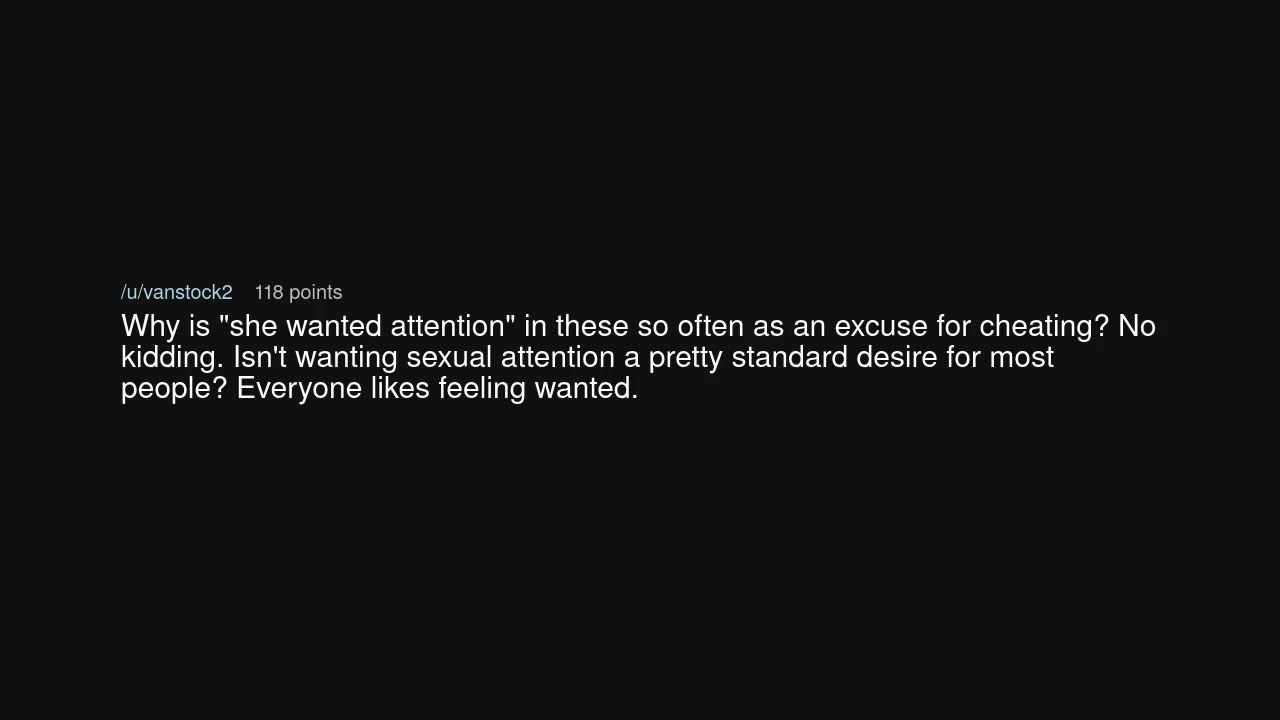 /u/vanstock2 118 points
Why is "she wanted attention" in these so often as an excuse for cheating? No
kidding. Isn't wanting sexual attention a pretty standard desire for most
people? Everyone likes feeling wanted.